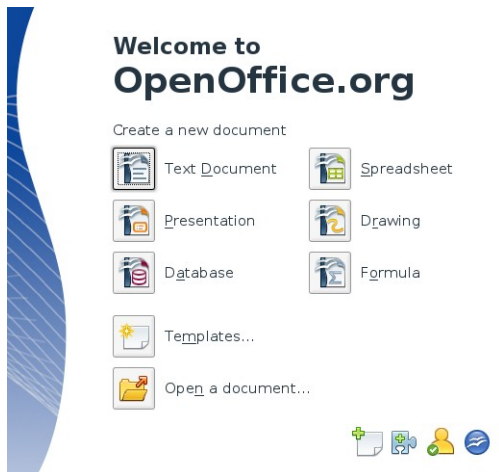 Welcome to
OpenOffice.org
Create a new document
Text Document
Spreadsheet
Presentation
Drawing
Database
Formula
Templates...
Open a document...